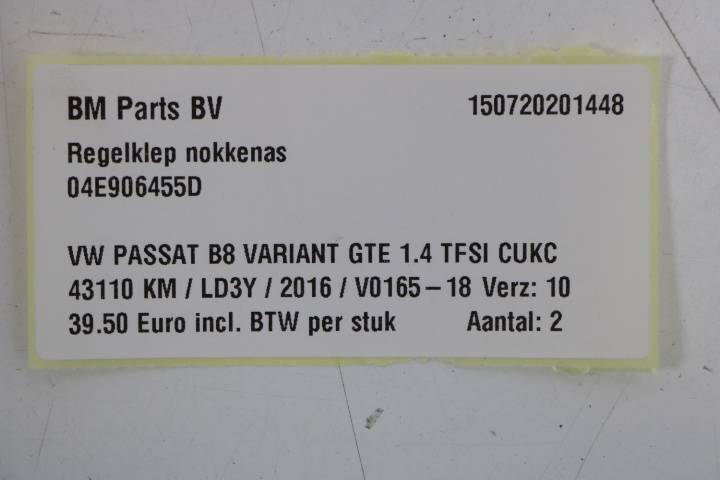 BM Parts BV 150720201448
Regelklep nokkenas
04E906455D
VW PASSAT B8 VARIANT GTE 1.4 TFSI CUKC
43110 KM / LD3Y / 2016 / V0165-18 Verz: 10
39.50 Euro incl. BTW per stuk Aantal: 2